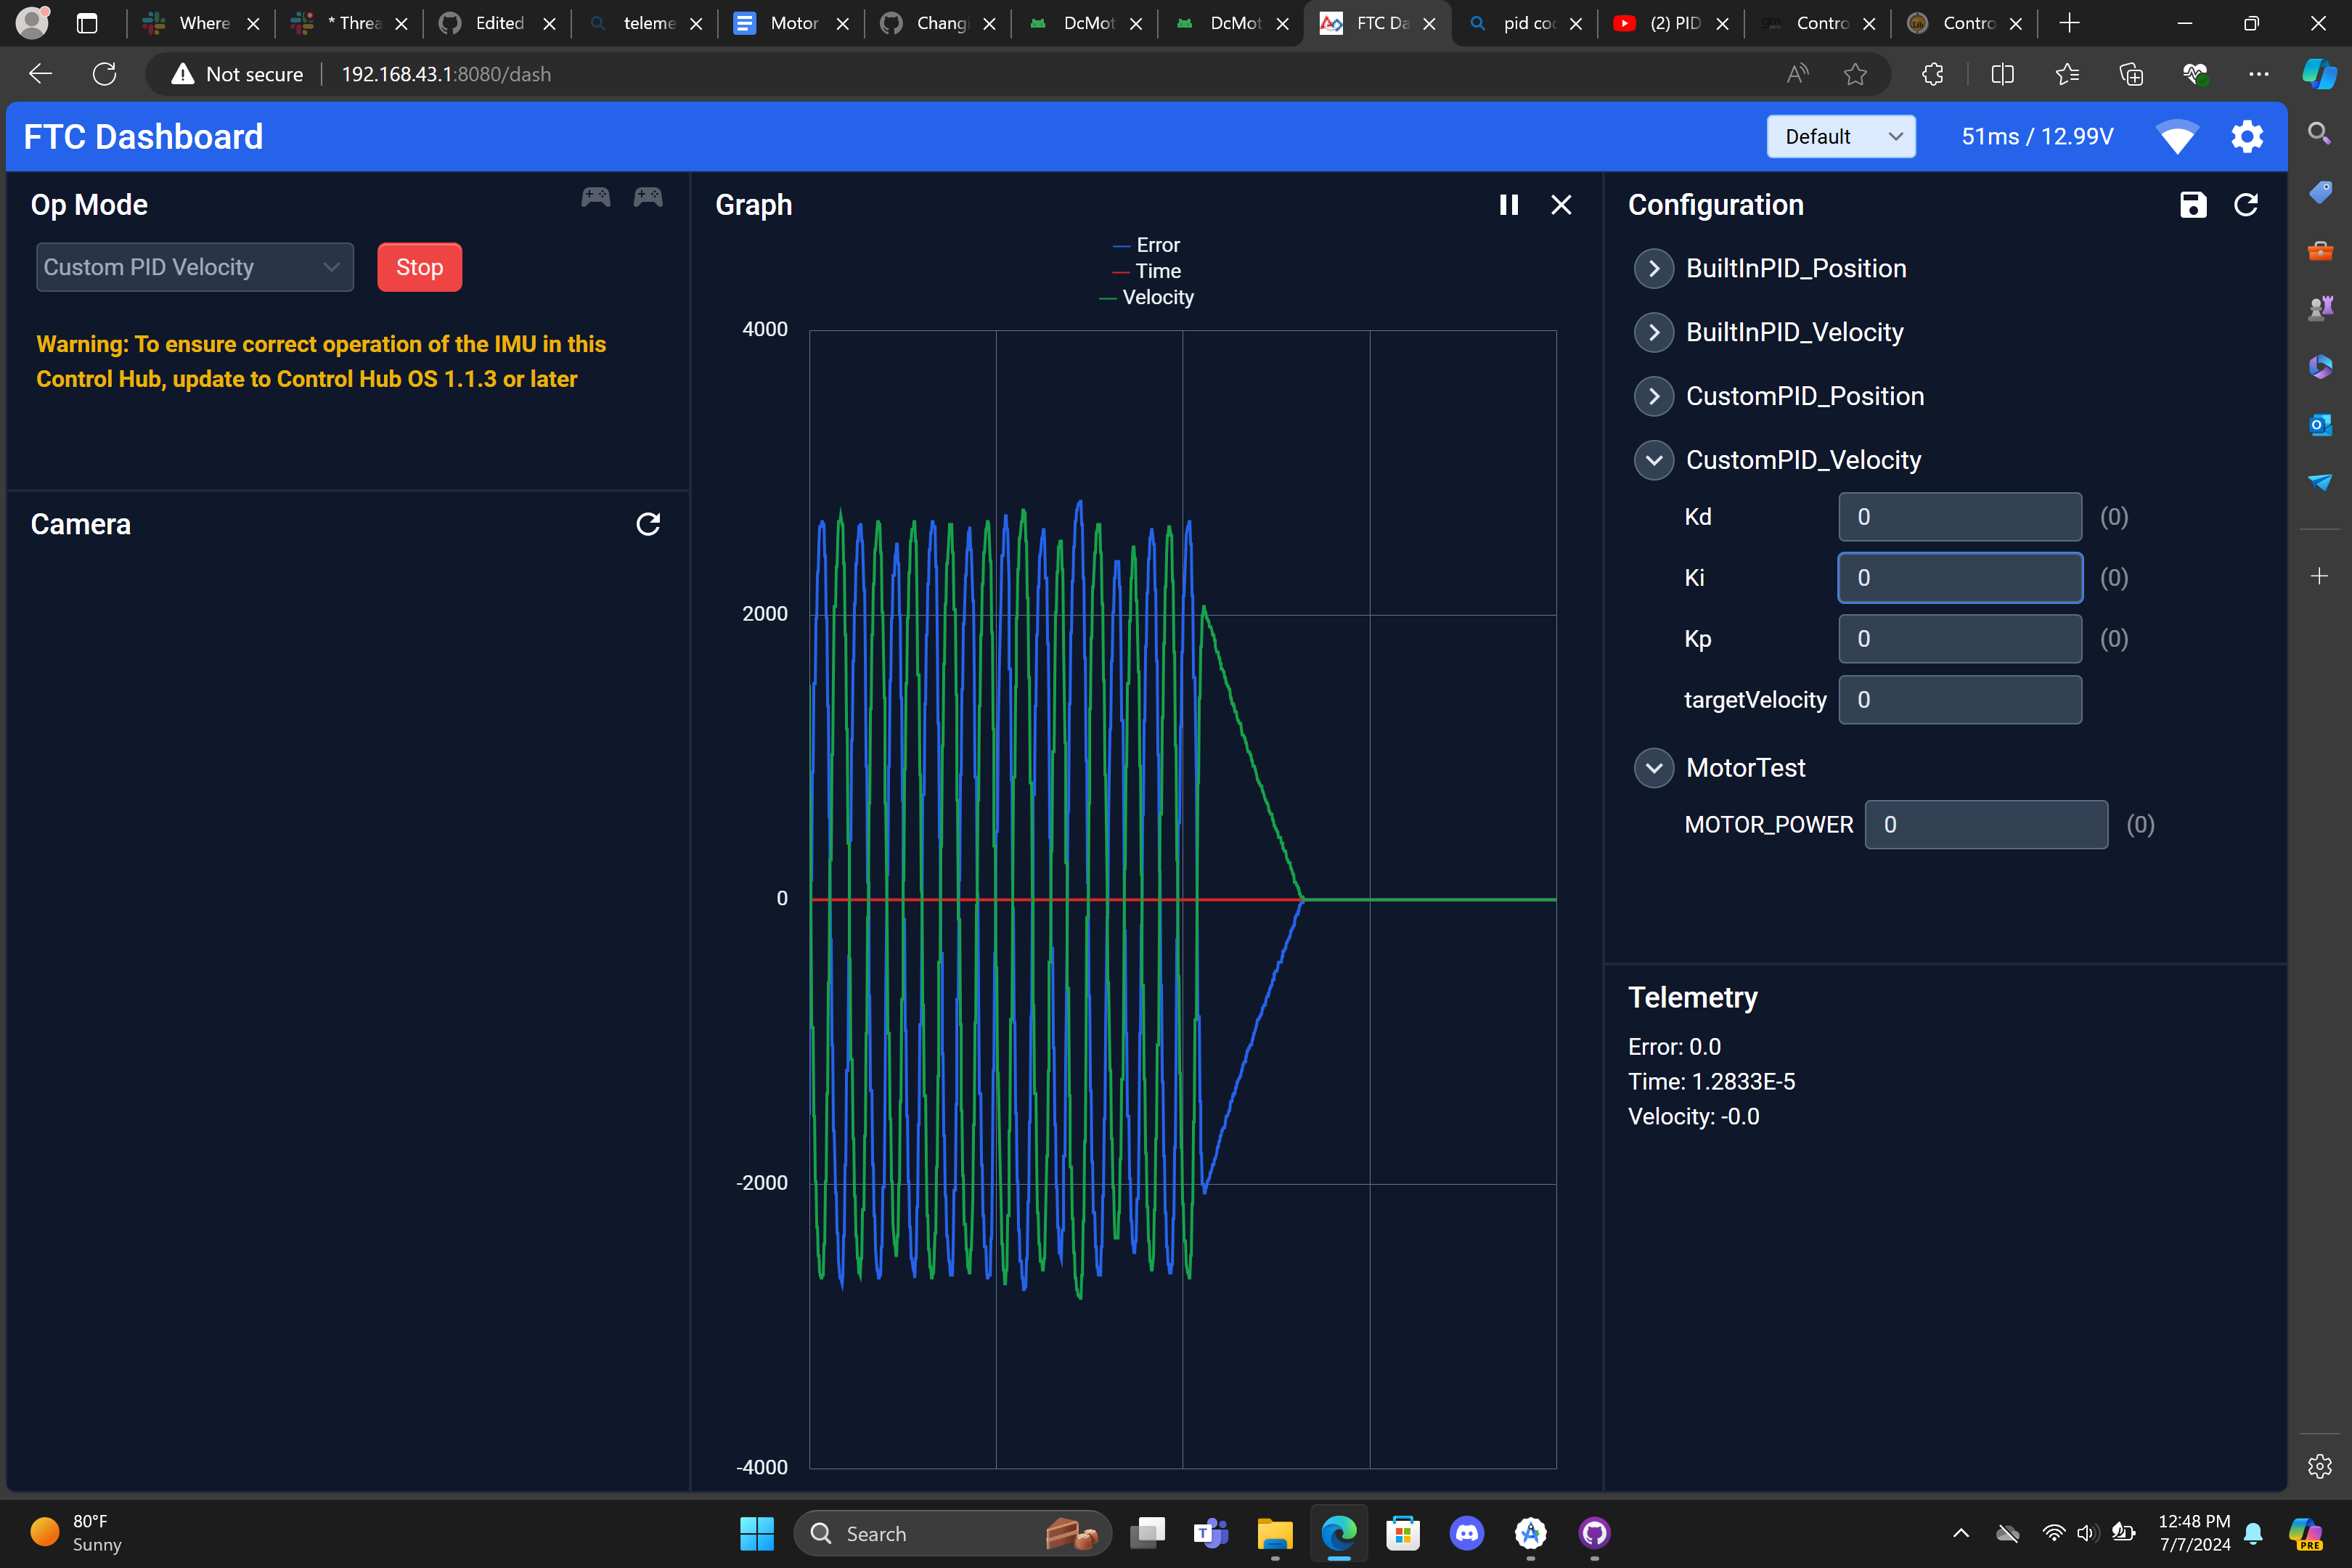 Where
* Threa
Edited
teleme
Motor
Changi
DcMot
DcMot
FTC Da
pid co
(2) PID
Contro
Contro
Not secure
192.168.43.1:8080/dash
FTC Dashboard
Default
51ms / 12.99V
Op Mode
Custom PID Velocity
Stop
Warning: To ensure correct operation of the IMU in this
Control Hub, update to Control Hub OS 1.1.3 or later
Camera
Graph
Error
Time
Velocity
4000
2000
0
-2000
-4000
Configuration
BuiltInPID_Position
BuiltInPID_Velocity
CustomPID_Position
CustomPID_Velocity
Kd 0 (0)
Ki 0 (0)
Kp 0 (0)
targetVelocity 0
MotorTest
MOTOR_POWER 0 (0)
Telemetry
Error: 0.0
Time: 1.2833E-5
Velocity: -0.0
80°F
Sunny
Search
12:48 PM
7/7/2024
PRE